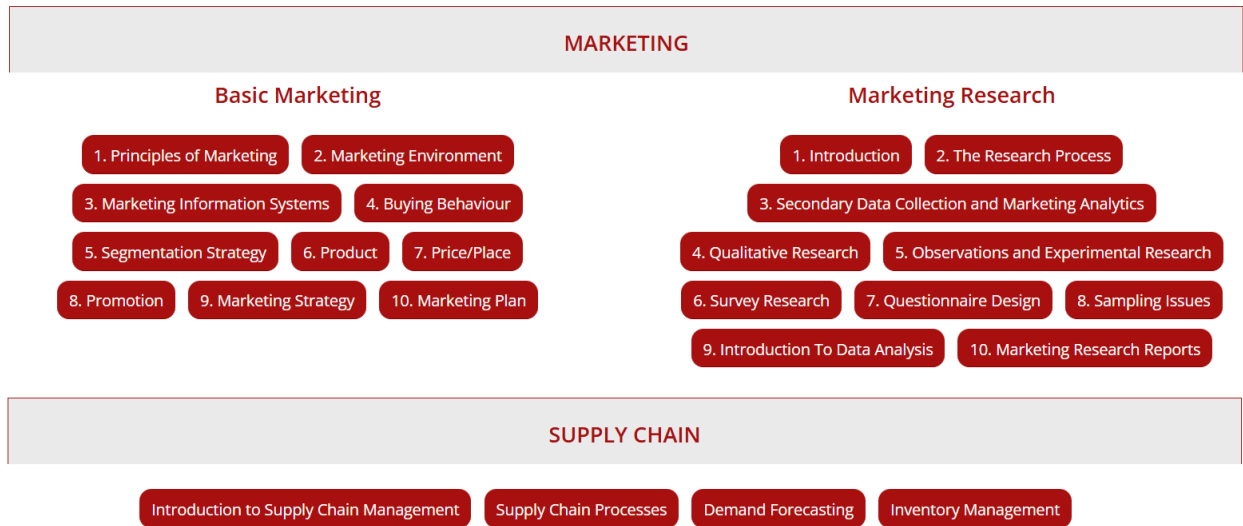 MARKETING
Basic Marketing
1. Principles of Marketing
2. Marketing Environment
3. Marketing Information Systems
4. Buying Behaviour
5. Segmentation Strategy
6. Product
7. Price/Place
8. Promotion
9. Marketing Strategy
10. Marketing Plan
Marketing Research
1. Introduction
2. The Research Process
3. Secondary Data Collection and Marketing Analytics
4. Qualitative Research
5. Observations and Experimental Research
6. Survey Research
7. Questionnaire Design
8. Sampling Issues
9. Introduction To Data Analysis
10. Marketing Research Reports
SUPPLY CHAIN
Introduction to Supply Chain Management
Supply Chain Processes
Demand Forecasting
Inventory Management